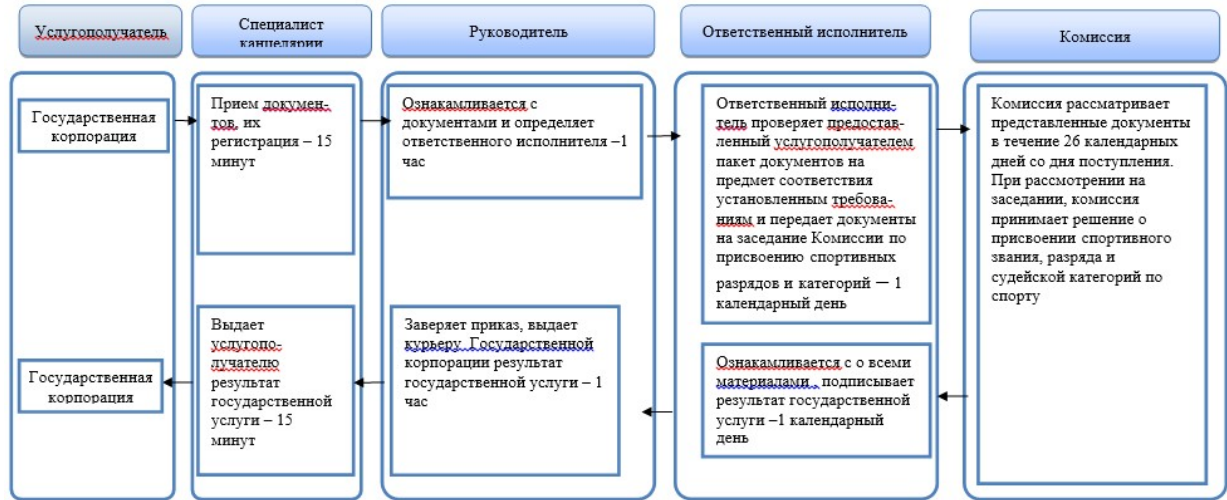 Услугополучатель
Специалист
канцелярии
Руководитель
Ответственный исполнитель
Комиссия
Государственная
корпорация
Прием докумен-
тов, их
регистрация – 15
минут
Ознакамливается с
документами и определяет
ответственного исполнителя –1
час
Ответственный исполни-
тель проверяет предостав-
ленный услугополучателем
пакет документов на
предмет соответствия
установленным требова-
ниям и передает документы
на заседание Комиссии по
присвоению спортивных
разрядов и категорий — 1
календарный день
Комиссия рассматривает
представленные документы
в течение 26 календарных
дней со дня поступления.
При рассмотрении на
заседании, комиссия
принимает решение о
присвоении спортивного
звания, разряда и
судейской категорий по
спорту
Государственная
корпорация
Выдает
услугопо-
лучателю
результат
государственной
услуги – 15
минут
Заверяет приказ, выдает
курьеру Государственной
корпорации результат
государственной услуги – 1
час
Ознакамливается с о всеми
материалами , подписывает
результат государственной
услуги –1 календарный
день